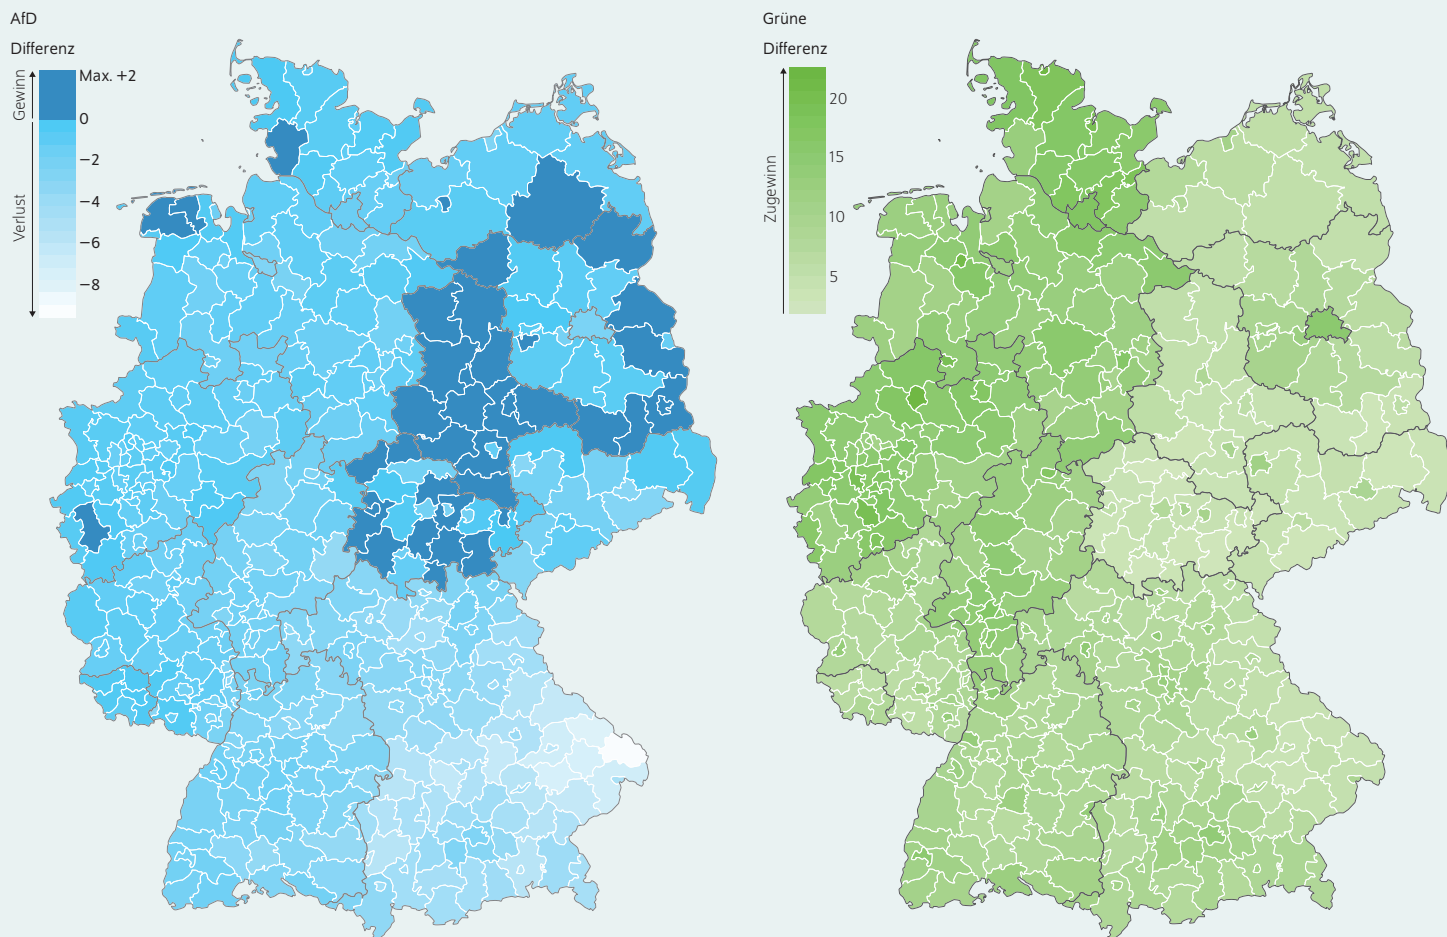 AfD
Differenz
Gewinn
Verlust
Max. +2
0
−2
−4
−6
−8
Grüne
Differenz
Zugewinn
20
15
10
5